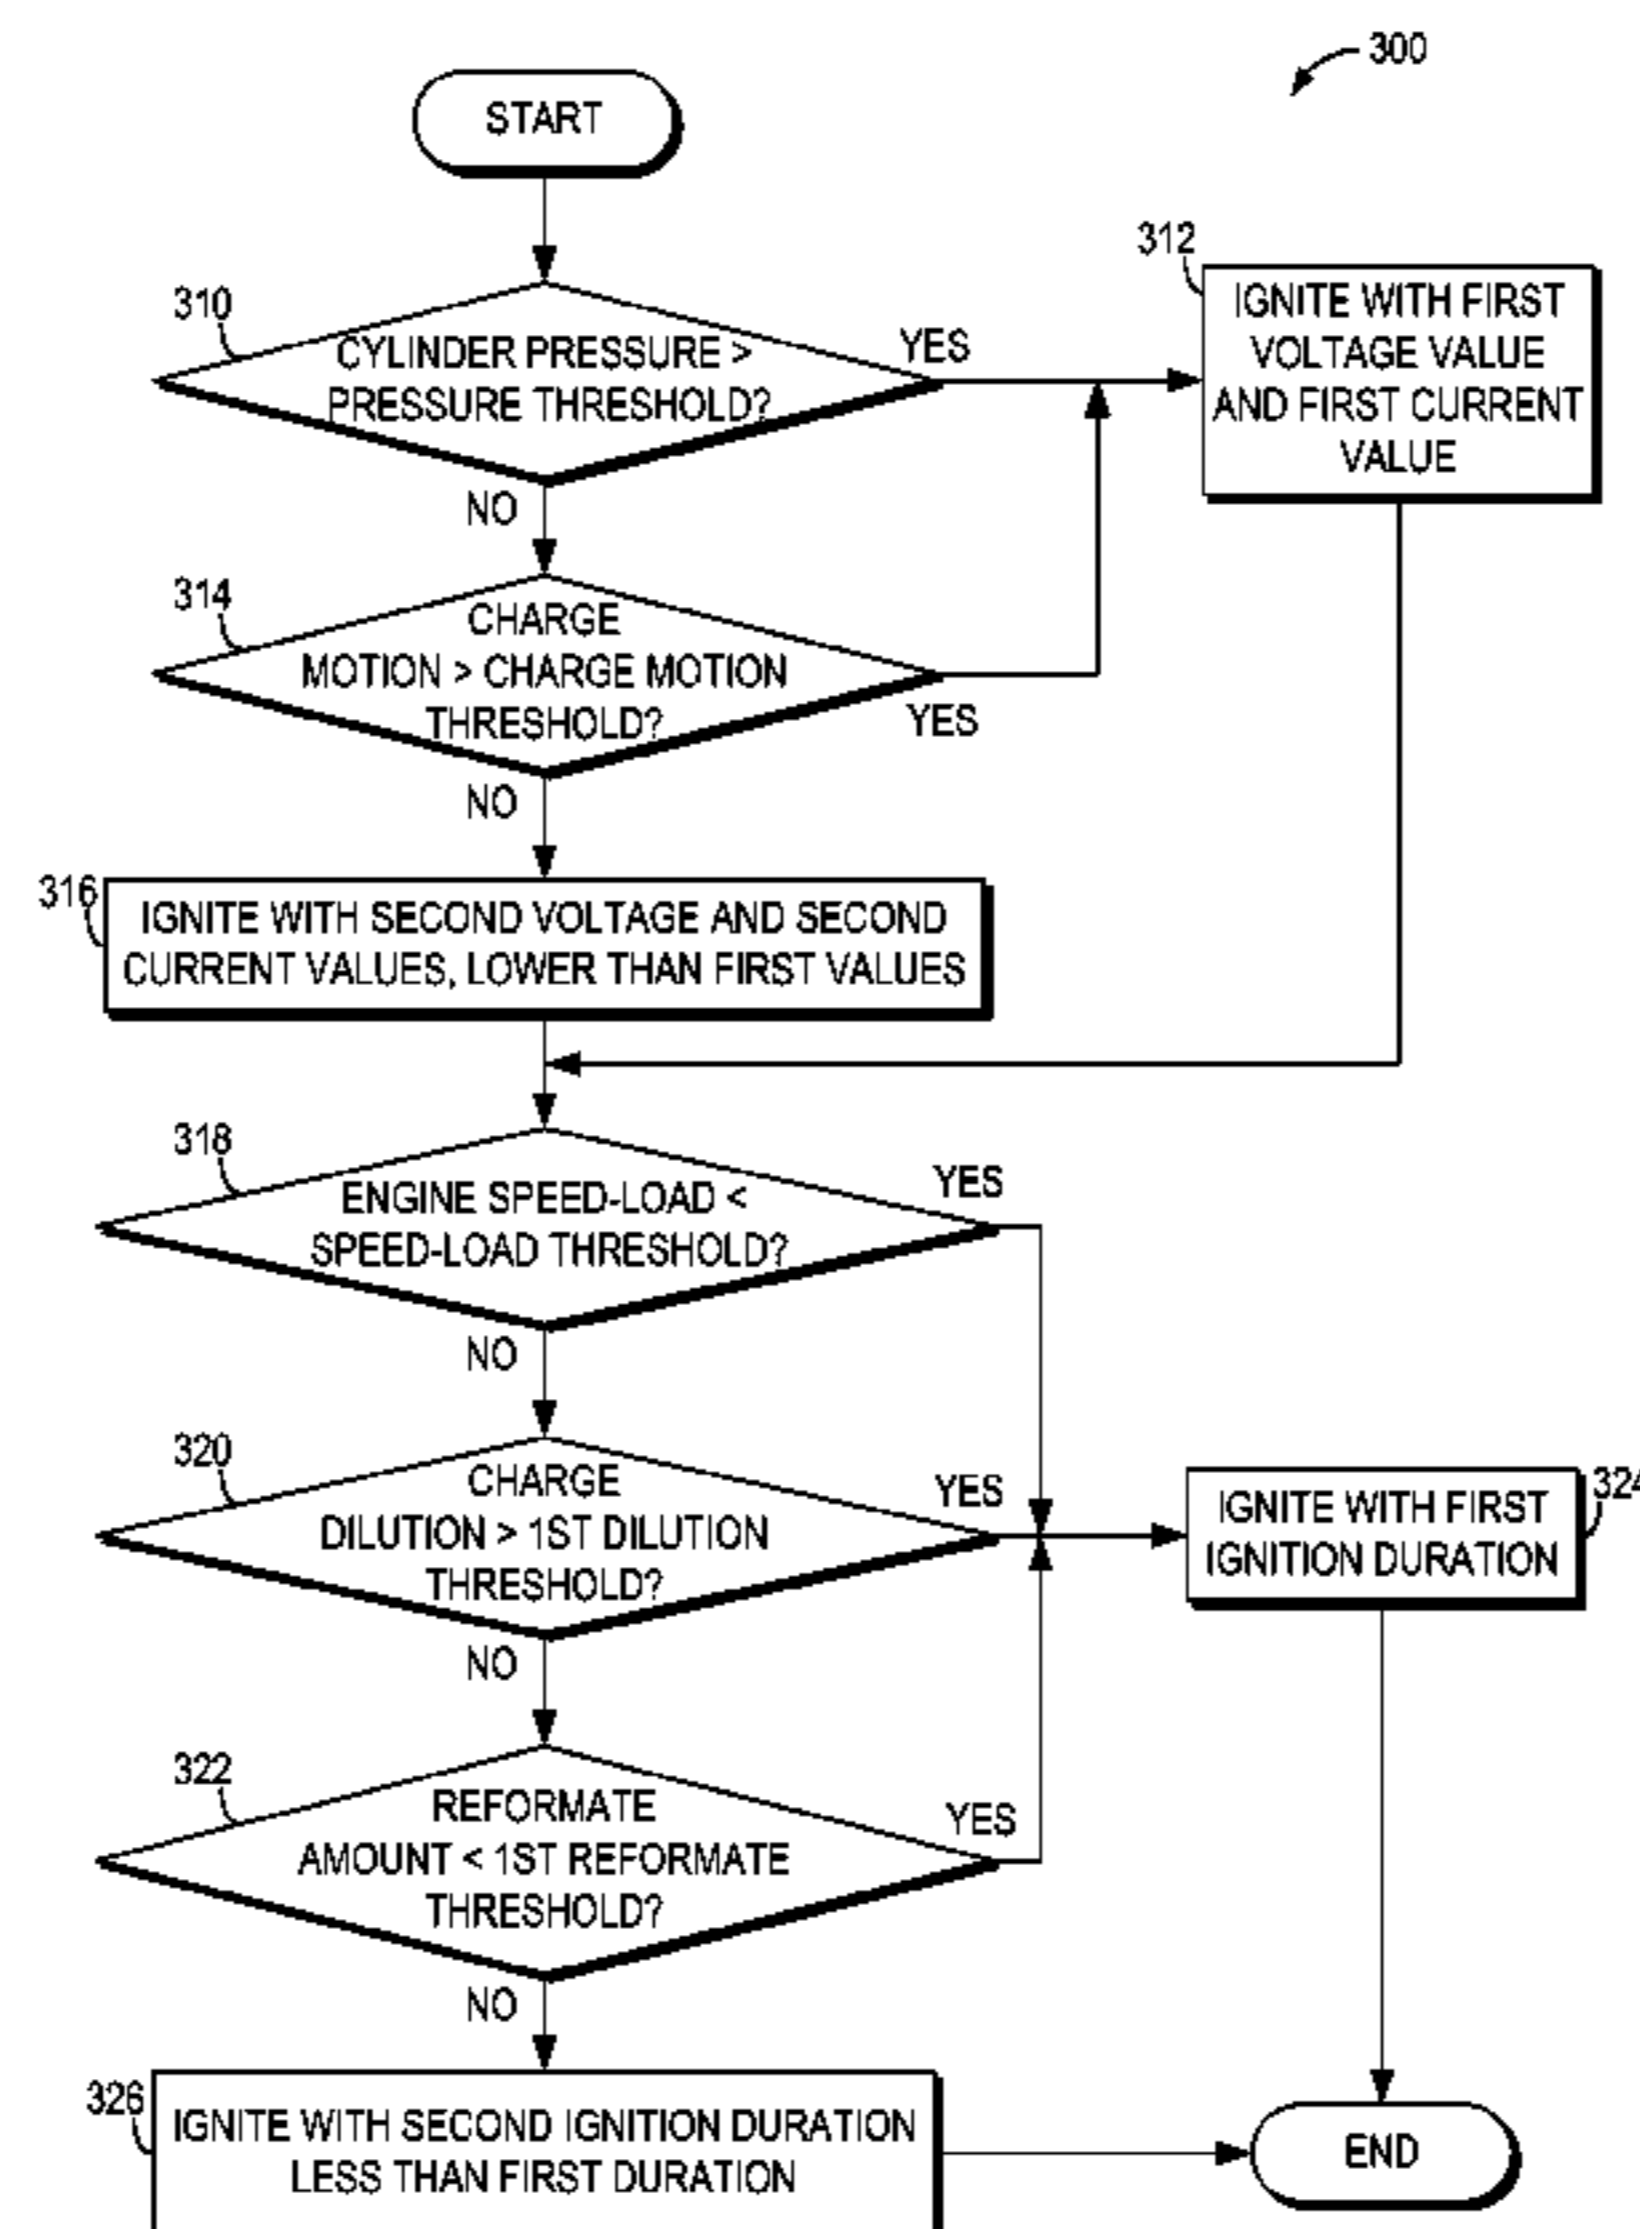 300
START
310
CYLINDER PRESSURE >
PRESSURE THRESHOLD?
YES
NO
312
IGNITE WITH FIRST
VOLTAGE VALUE
AND FIRST CURRENT
VALUE
314
CHARGE
MOTION > CHARGE MOTION
THRESHOLD?
YES
NO
316
IGNITE WITH SECOND VOLTAGE AND SECOND
CURRENT VALUES, LOWER THAN FIRST VALUES
318
ENGINE SPEED-LOAD <
SPEED-LOAD THRESHOLD?
YES
NO
320
CHARGE
DILUTION > 1ST DILUTION
THRESHOLD?
YES
NO
324
IGNITE WITH FIRST
IGNITION DURATION
322
REFORMATE
AMOUNT < 1ST REFORMATE
THRESHOLD?
YES
NO
326
IGNITE WITH SECOND IGNITION DURATION
LESS THAN FIRST DURATION
END